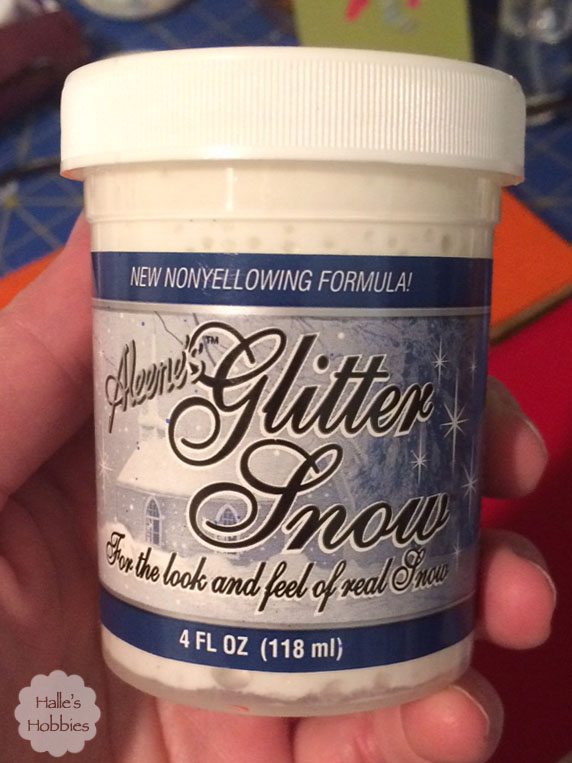 NEW NONYELLOWING FORMULA!
Aleene's™
Glitter
Snow
For the look and feel of real Snow
4 FL OZ (118 ml)
Halle's
Hobbies